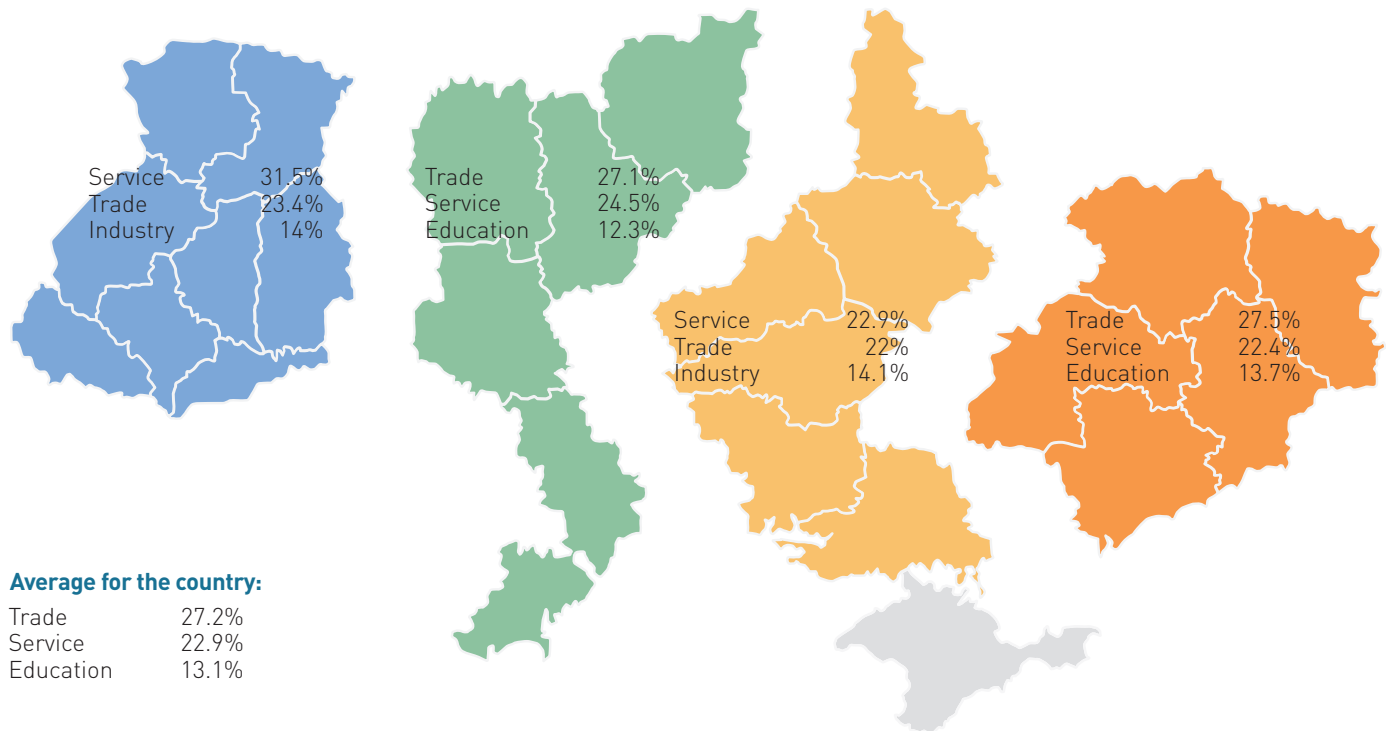 Service 31.5%
Trade 23.4%
Industry 14%
Trade 27.1%
Service 24.5%
Education 12.3%
Service 22.9%
Trade 22%
Industry 14.1%
Trade 27.5%
Service 22.4%
Education 13.7%
Average for the country:
Trade 27.2%
Service 22.9%
Education 13.1%